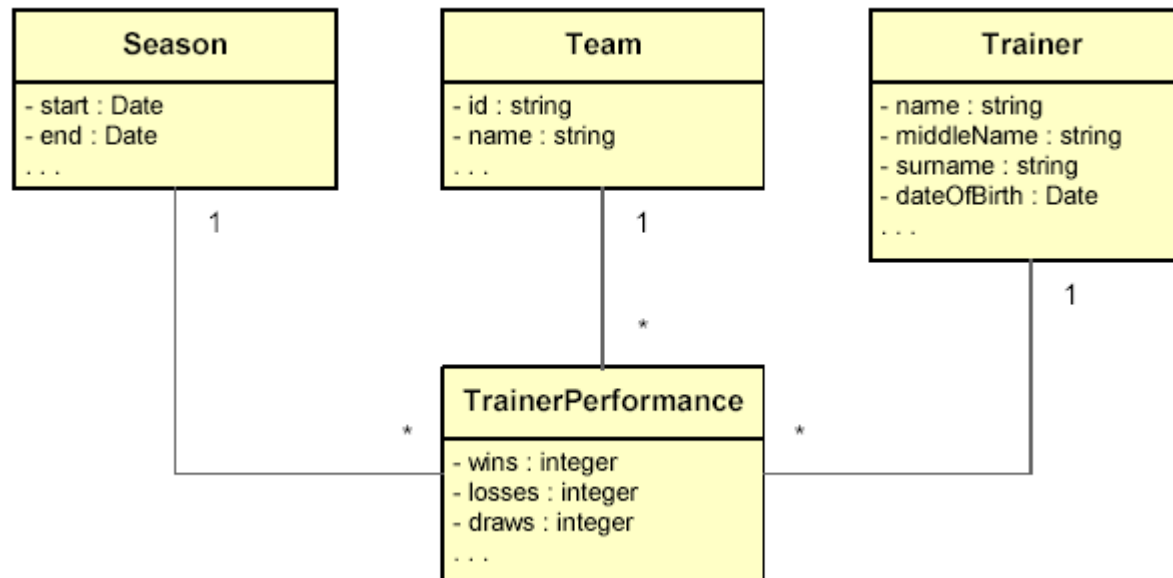 Season
- start : Date
- end : Date
. . .
Team
- id : string
- name : string
. . .
Trainer
- name : string
- middleName : string
- surname : string
- dateOfBirth : Date
. . .
1
1
1
*
*
*
TrainerPerformance
- wins : integer
- losses : integer
- draws : integer
. . .